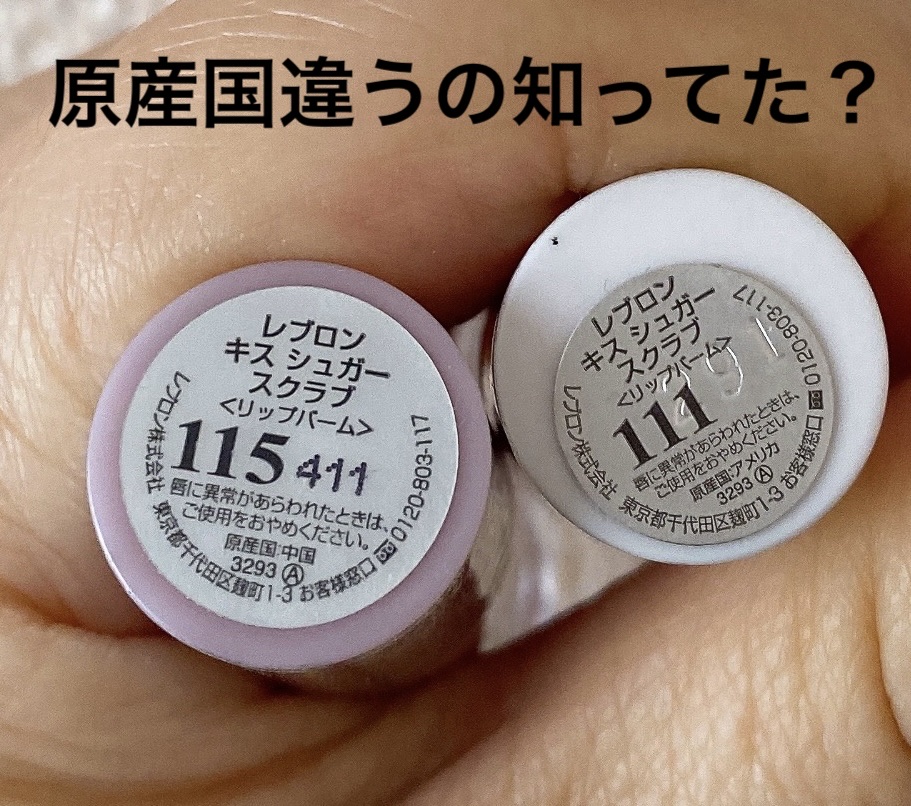 原産国違うの知ってた？
レブロン
キス シュガー
スクラブ
<リップバーム>
115 411
唇に異常があらわれたときは、
ご使用をおやめください。
原産国:中国
3293 Ⓐ
レブロン株式会社 東京都千代田区麹町1-3 お客様窓口 0120-803-117
レブロン
キス シュガー
スクラブ
<リップバーム>
111
唇に異常があらわれたときは、
ご使用をおやめください。
原産国:アメリカ
3293 Ⓐ
レブロン株式会社 東京都千代田区麹町1-3 お客様窓口 0120-803-117